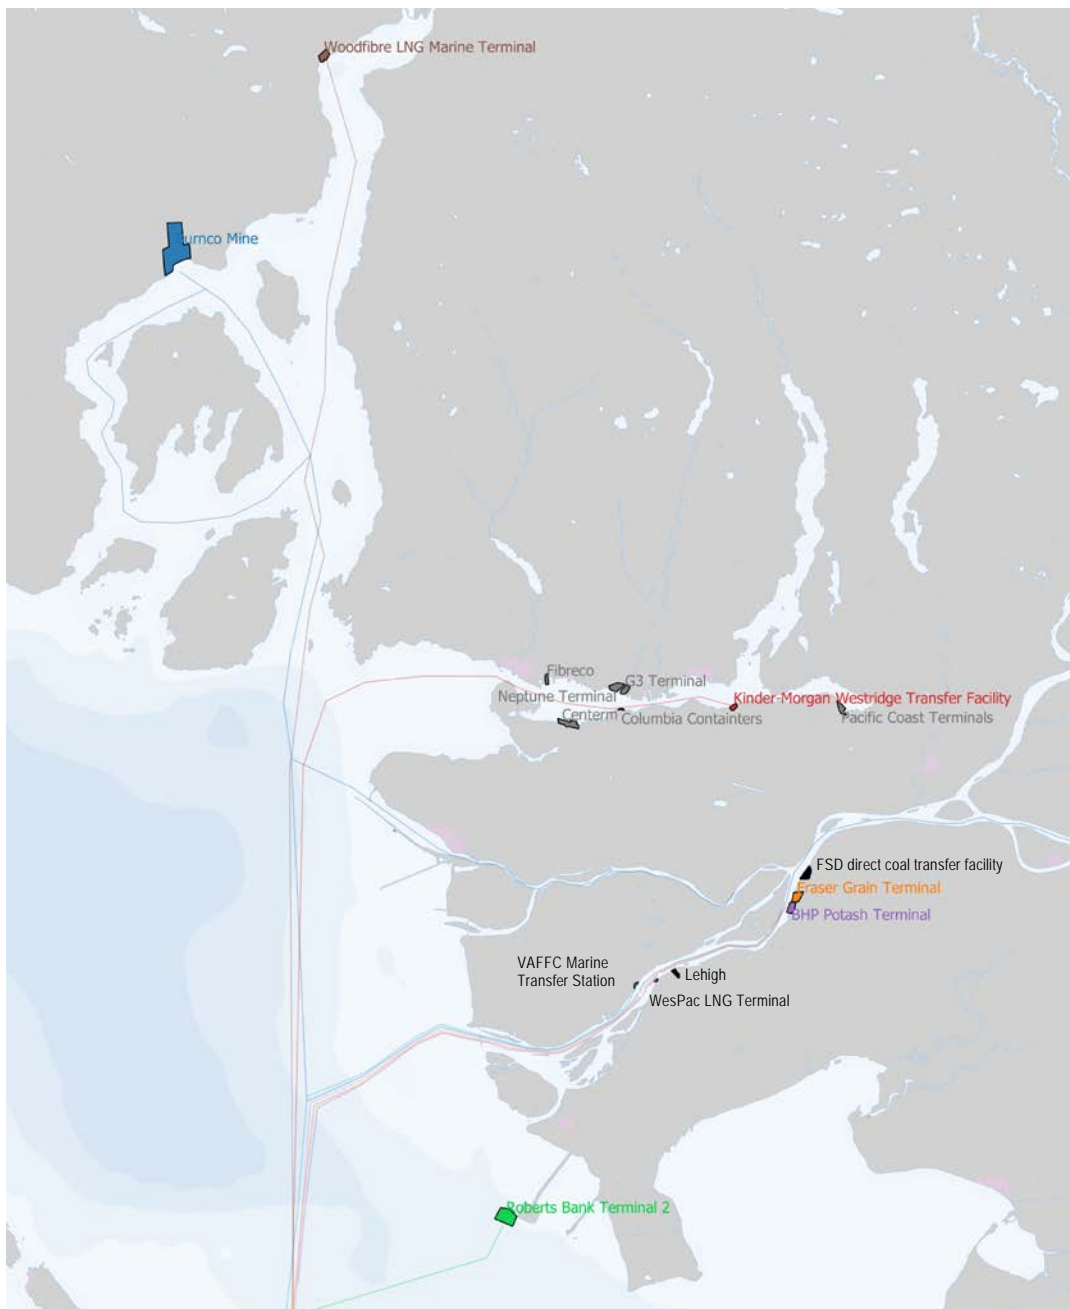 Woodfibre LNG Marine Terminal
urnco Mine
Fibreco
G3 Terminal
Neptune Terminal
Kinder-Morgan Westridge Transfer Facility
Centerm
Columbia Containters
Pacific Coast Terminals
FSD direct coal transfer facility
Fraser Grain Terminal
BHP Potash Terminal
VAFFC Marine
Transfer Station
Lehigh
WesPac LNG Terminal
Roberts Bank Terminal 2